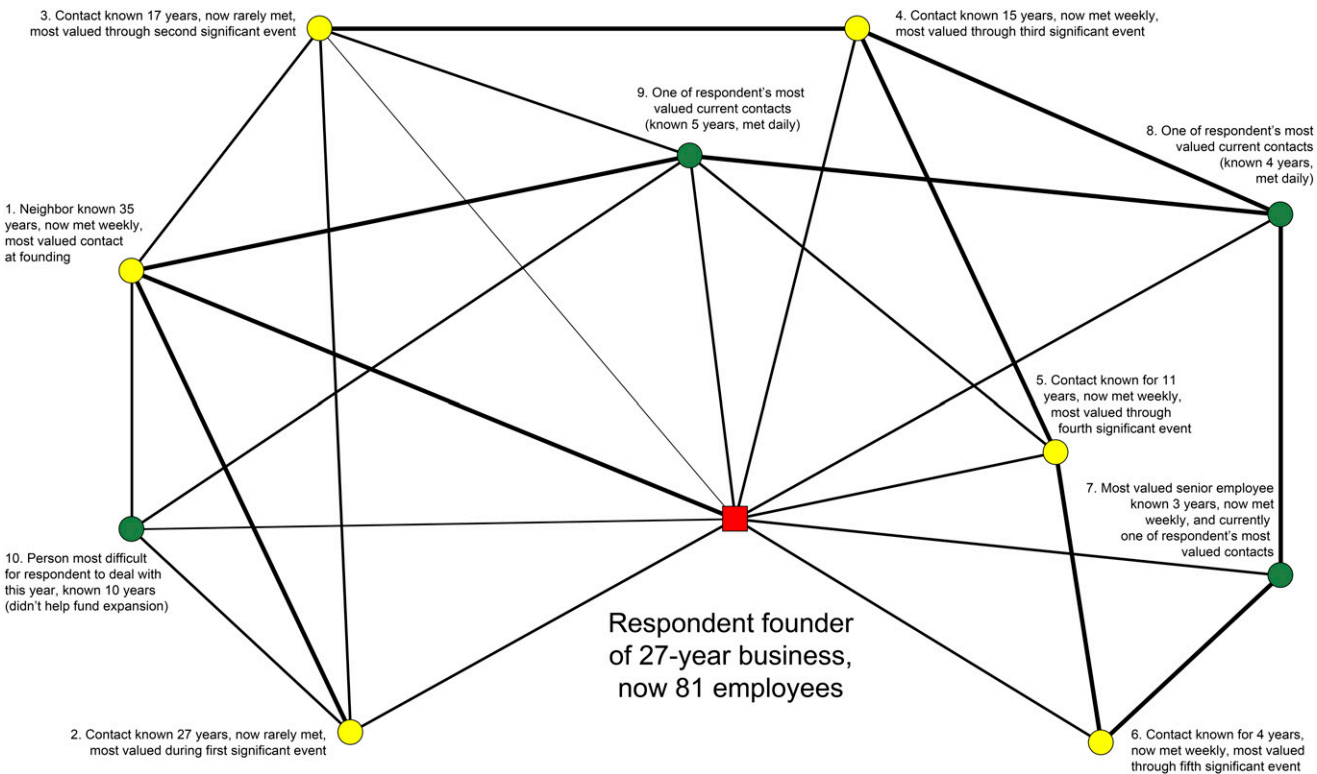 3. Contact known 17 years, now rarely met,
most valued through second significant event
4. Contact known 15 years, now met weekly,
most valued through third significant event
9. One of respondent's most
valued current contacts
(known 5 years, met daily)
8. One of respondent's most
valued current contacts
(known 4 years,
met daily)
1. Neighbor known 35
years, now met weekly,
most valued contact
at founding
5. Contact known for 11
years, now met weekly,
most valued through
fourth significant event
7. Most valued senior employee
known 3 years, now met
weekly, and currently
one of respondent's most
valued contacts
10. Person most difficult
for respondent to deal with
this year, known 10 years
(didn't help fund expansion)
Respondent founder
of 27-year business,
now 81 employees
2. Contact known 27 years, now rarely met,
most valued during first significant event
6. Contact known for 4 years,
now met weekly, most valued
through fifth significant event